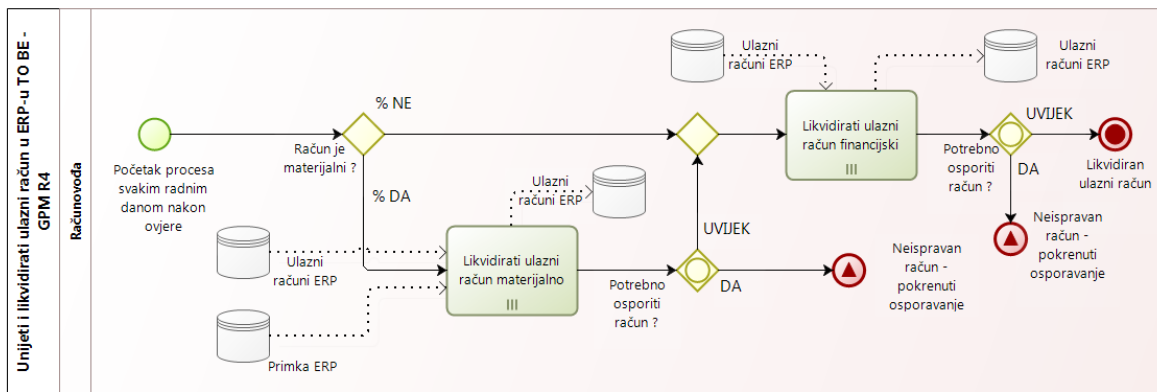 Unijeti i likvidirati ulazni račun u ERP-u TO BE -
GPM R4
Računovođa
Početak procesa
svakim radnim
danom nakon
ovjere
Račun je
materijalni ?
% NE
% DA
Ulazni
računi ERP
Primka ERP
Likvidirati ulazni
račun materijalno
Ulazni
računi ERP
Potrebno
osporiti
račun ?
UVIJEK
DA
Neispravan
račun -
pokrenuti
osporavanje
Ulazni
računi ERP
Likvidirati ulazni
račun financijski
Ulazni
računi ERP
Potrebno
osporiti
račun ?
UVIJEK
DA
Likvidiran
ulazni račun
Neispravan
račun -
pokrenuti
osporavanje